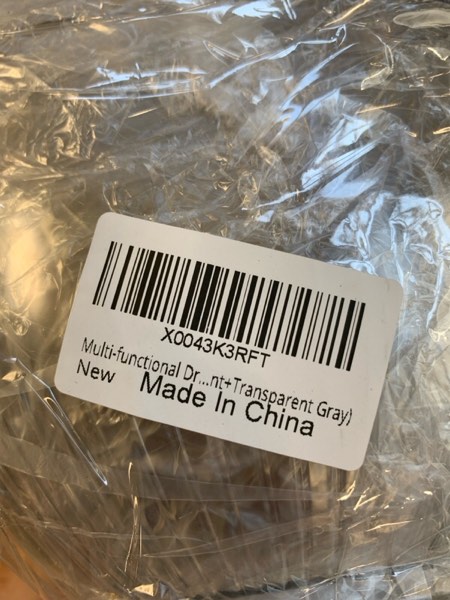 X0043K3RFT
Multi-functional Dr...nt+Transparent Gray)
New
Made In China